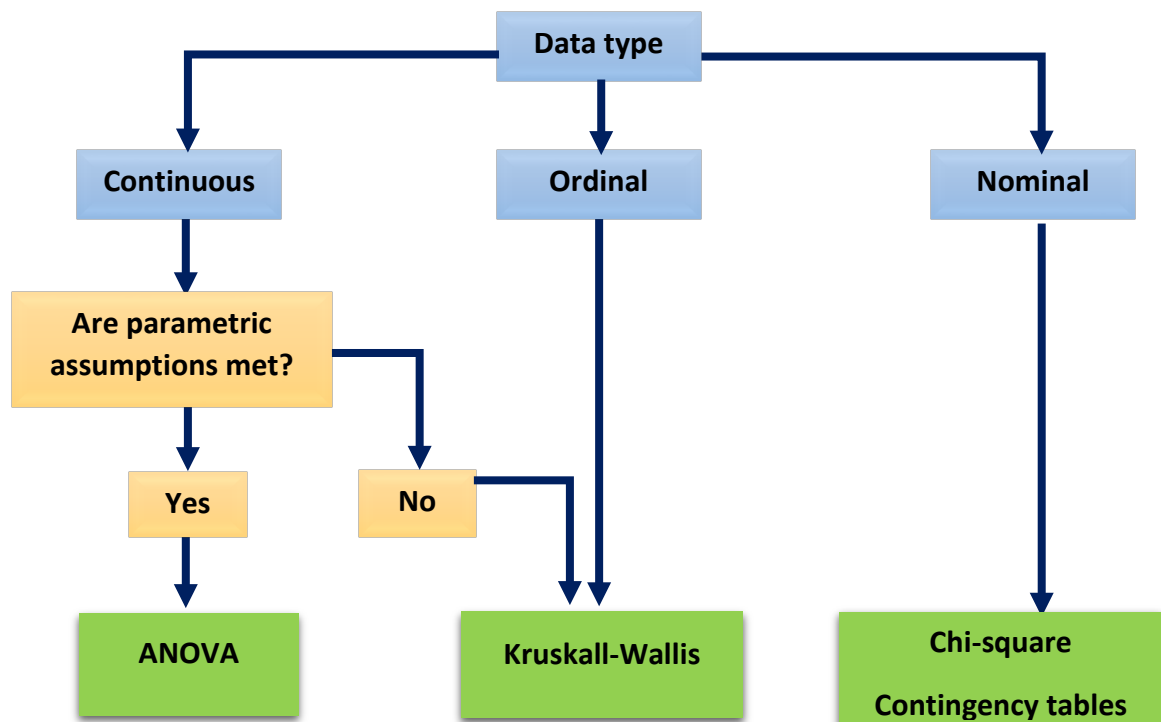 Data type
Continuous
Ordinal
Nominal
Are parametric
assumptions met?
Yes
No
ANOVA
Kruskall-Wallis
Chi-square
Contingency tables